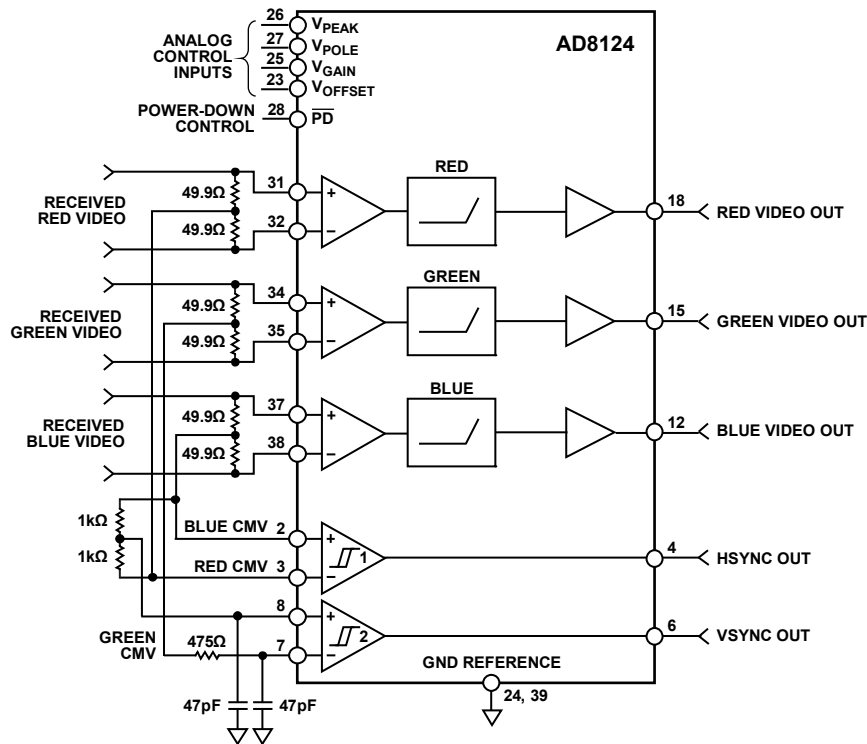 AD8124
ANALOG
CONTROL
INPUTS
26
VPEAK
27
VPOLE
25
VGAIN
23
VOFFSET
POWER-DOWN
CONTROL
28
PD
RECEIVED
RED VIDEO
49.9Ω
49.9Ω
31
+
32
−
RED
18
RED VIDEO OUT
RECEIVED
GREEN VIDEO
49.9Ω
49.9Ω
34
+
35
−
GREEN
15
GREEN VIDEO OUT
RECEIVED
BLUE VIDEO
49.9Ω
49.9Ω
37
+
38
−
BLUE
12
BLUE VIDEO OUT
1kΩ
1kΩ
BLUE CMV
2
+
RED CMV
3
−
1
4
HSYNC OUT
8
+
GREEN
CMV
475Ω
7
−
2
6
VSYNC OUT
47pF
47pF
GND REFERENCE
24, 39